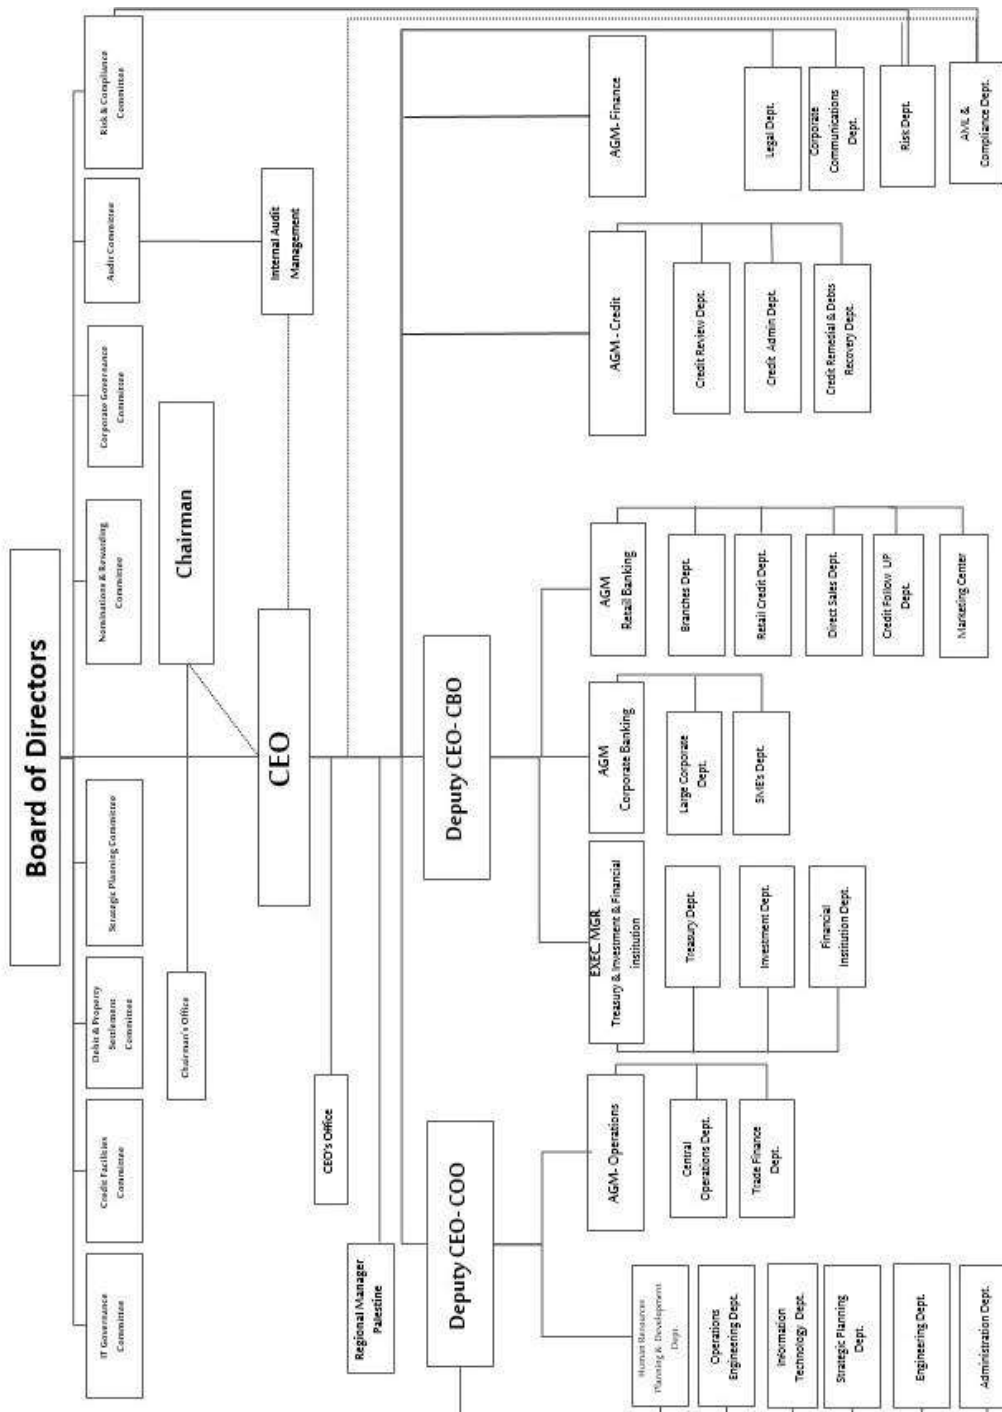 Board of Directors
IT Governance
Committee
Credit Facilities
Committee
Debit & Property
Settlement
Committee
Strategic Planning Committee
Nominations & Rewarding
Committee
Corporate Governance
Committee
Audit Committee
Risk & Compliance
Committee
Chairman's Office
Chairman
CEO
Internal Audit
Management
CEO's Office
Regional Manager
Palestine
Deputy CEO- COO
Deputy CEO- CBO
AGM- Operations
EXEC. MGR.
Treasury & Investment & Financial
institution
AGM
Corporate Banking
AGM
Retail Banking
AGM - Credit
AGM- Finance
Human Resources
Planning & Development
Dept.
Operations
Engineering Dept.
Information
Technology Dept.
Strategic Planning
Dept.
Engineering Dept.
Administration Dept.
Central
Operations Dept.
Trade Finance
Dept.
Treasury Dept.
Investment Dept.
Financial
Institution Dept.
Large Corporate
Dept.
SME's Dept.
Branches Dept.
Retail Credit Dept.
Direct Sales Dept.
Credit Follow UP
Dept.
Marketing Center
Credit Review Dept.
Credit Admin Dept.
Credit Remedial & Debts
Recovery Dept.
Legal Dept.
Corporate
Communications
Dept.
Risk Dept.
AML &
Compliance Dept.